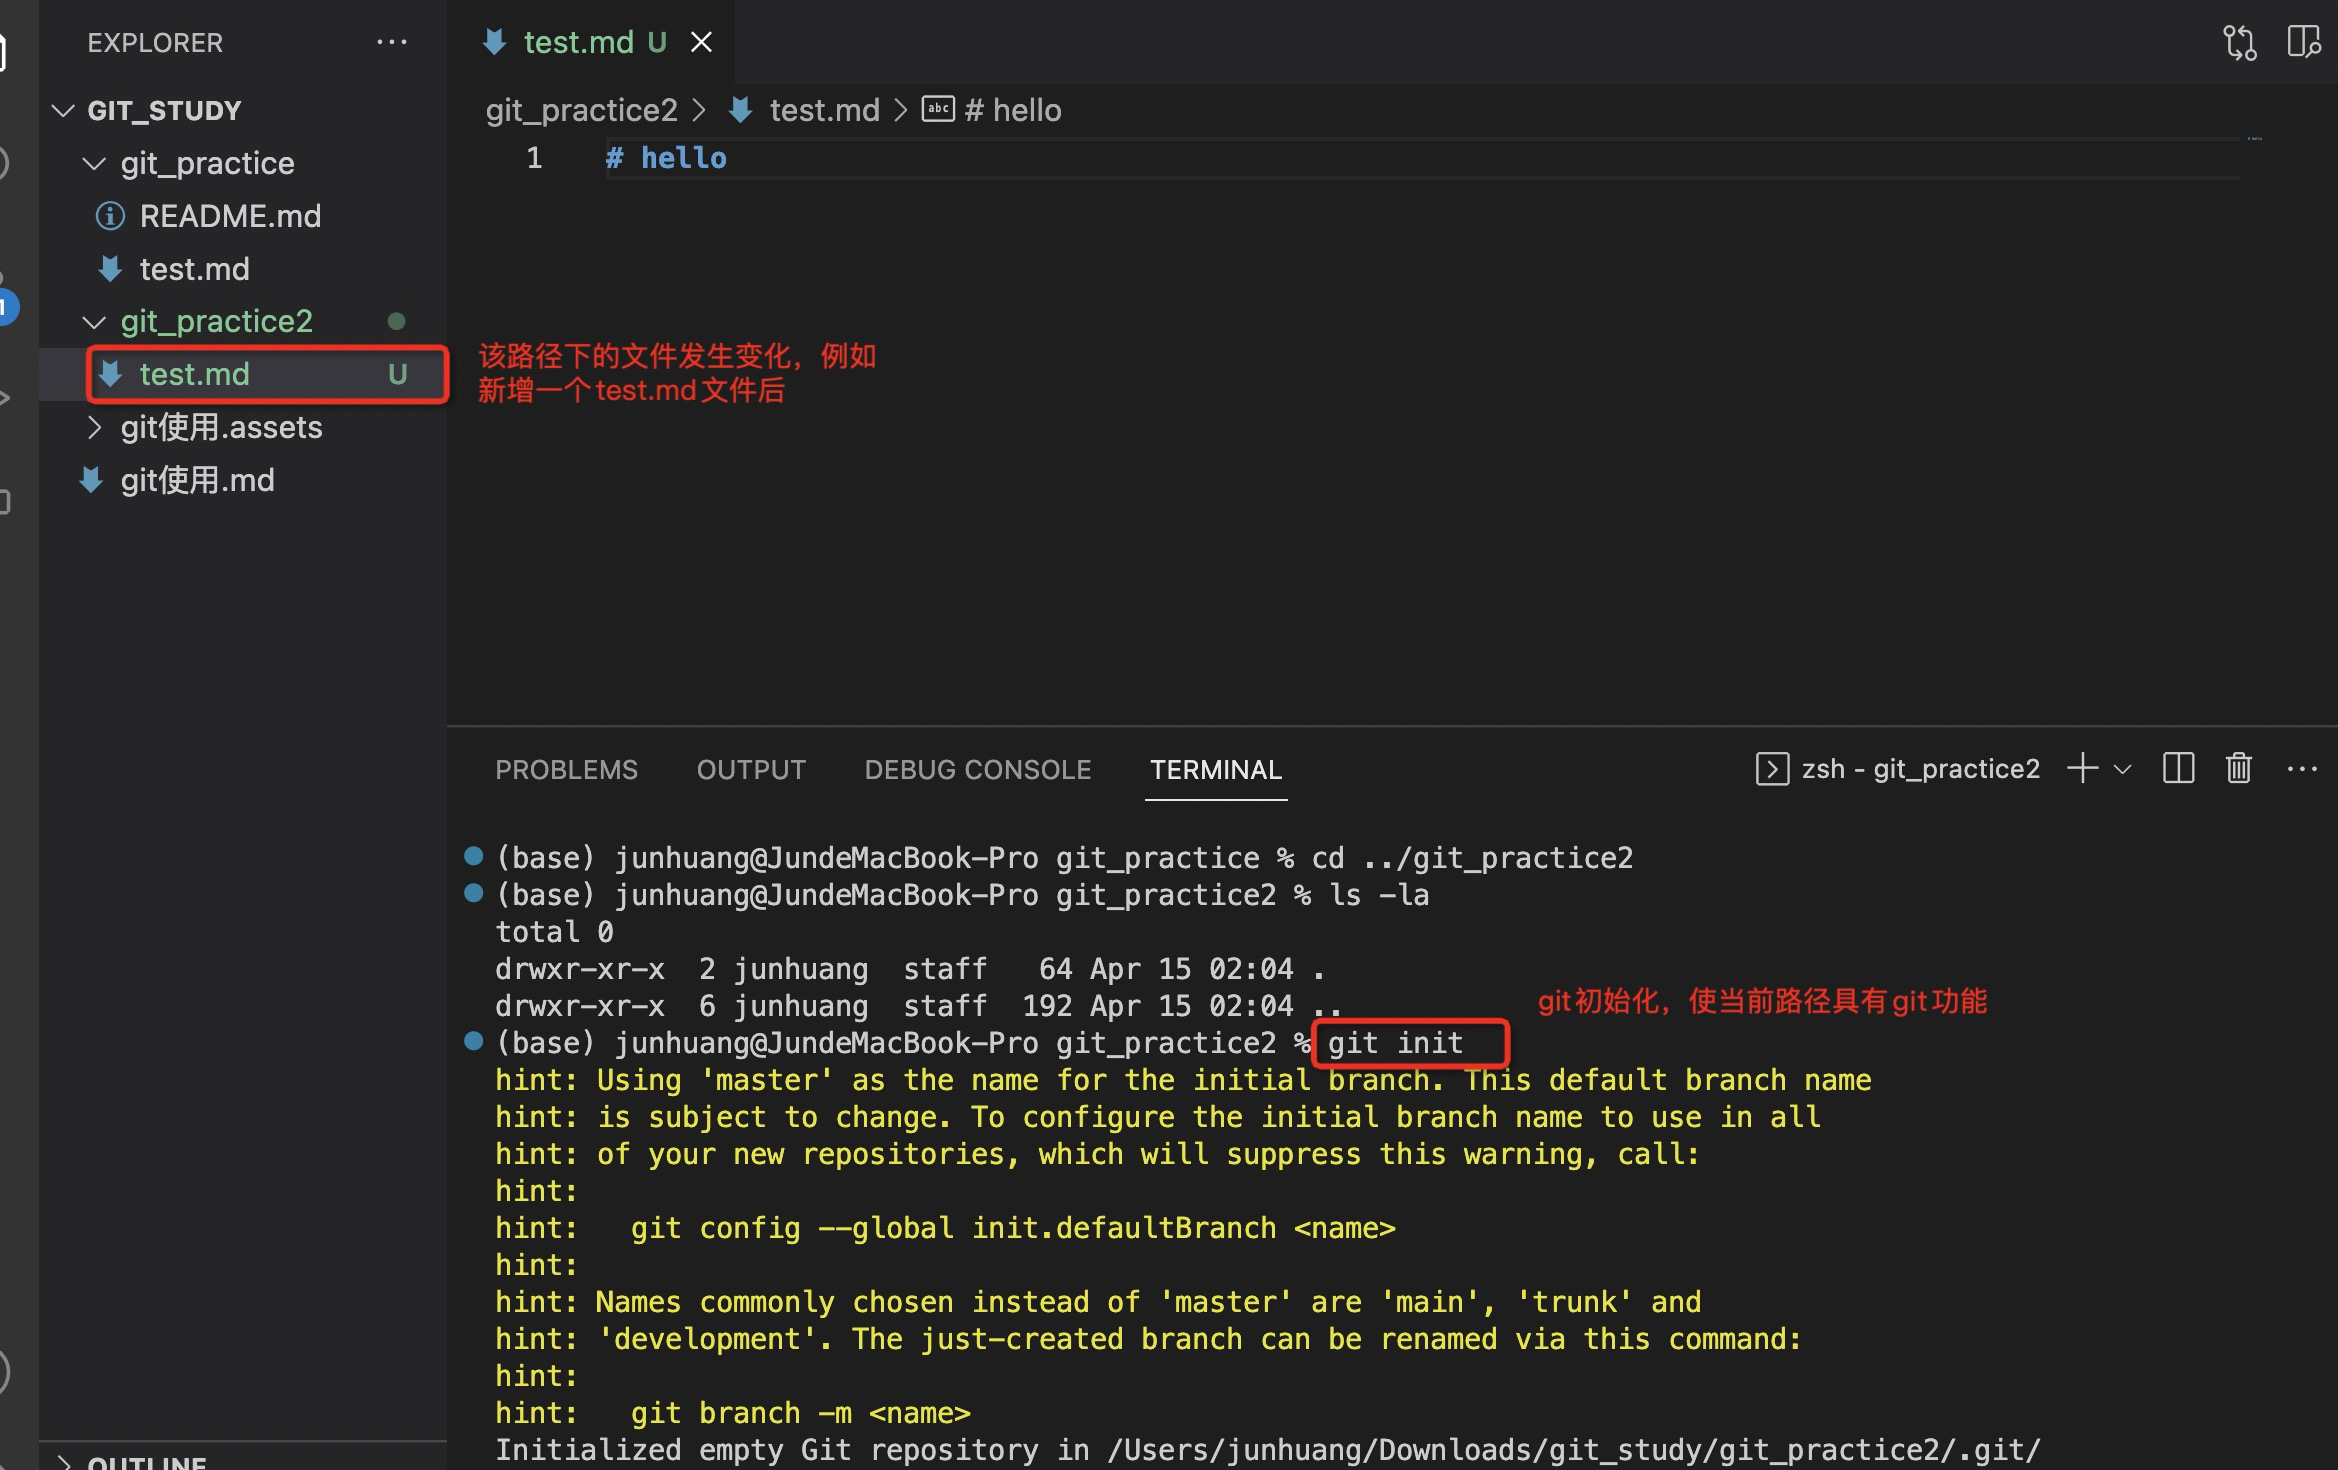 EXPLORER
GIT_STUDY
git_practice
README.md
test.md
git_practice2
test.md U
git使用.assets
git使用.md
OUTLINE
1
test.md U
git_practice2 > test.md > abc # hello
1 # hello
该路径下的文件发生变化，例如
新增一个test.md文件后
PROBLEMS OUTPUT DEBUG CONSOLE TERMINAL zsh - git_practice2
(base) junhuang@JundeMacBook-Pro git_practice % cd ../git_practice2
(base) junhuang@JundeMacBook-Pro git_practice2 % ls -la
total 0
drwxr-xr-x  2 junhuang  staff   64 Apr 15 02:04 .
drwxr-xr-x  6 junhuang  staff  192 Apr 15 02:04 ..
git初始化，使当前路径具有git功能
(base) junhuang@JundeMacBook-Pro git_practice2 % git init
hint: Using 'master' as the name for the initial branch. This default branch name
hint: is subject to change. To configure the initial branch name to use in all
hint: of your new repositories, which will suppress this warning, call:
hint:
hint:   git config --global init.defaultBranch <name>
hint:
hint: Names commonly chosen instead of 'master' are 'main', 'trunk' and
hint: 'development'. The just-created branch can be renamed via this command:
hint:
hint:   git branch -m <name>
Initialized empty Git repository in /Users/junhuang/Downloads/git_study/git_practice2/.git/